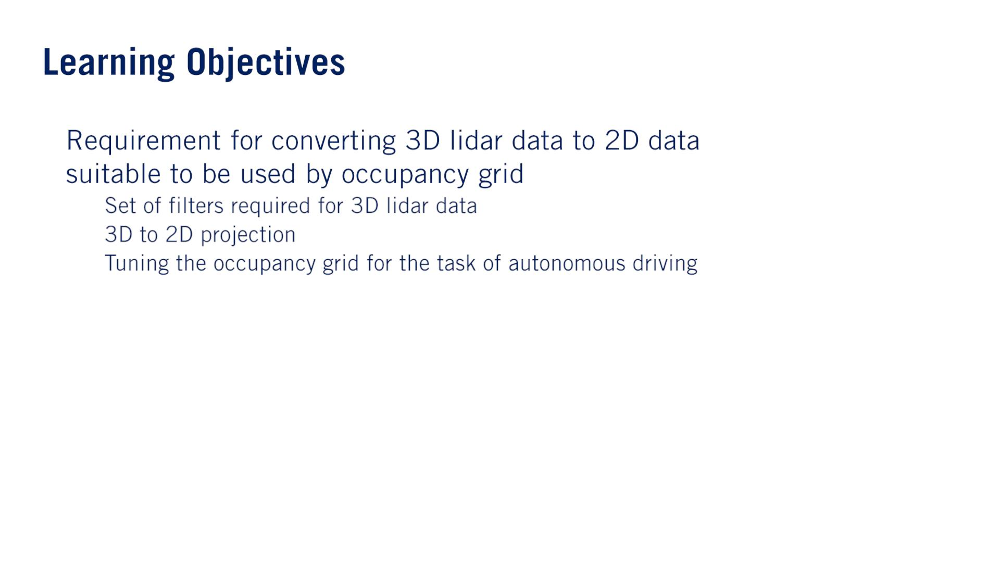 Learning Objectives
Requirement for converting 3D lidar data to 2D data
suitable to be used by occupancy grid
Set of filters required for 3D lidar data
3D to 2D projection
Tuning the occupancy grid for the task of autonomous driving